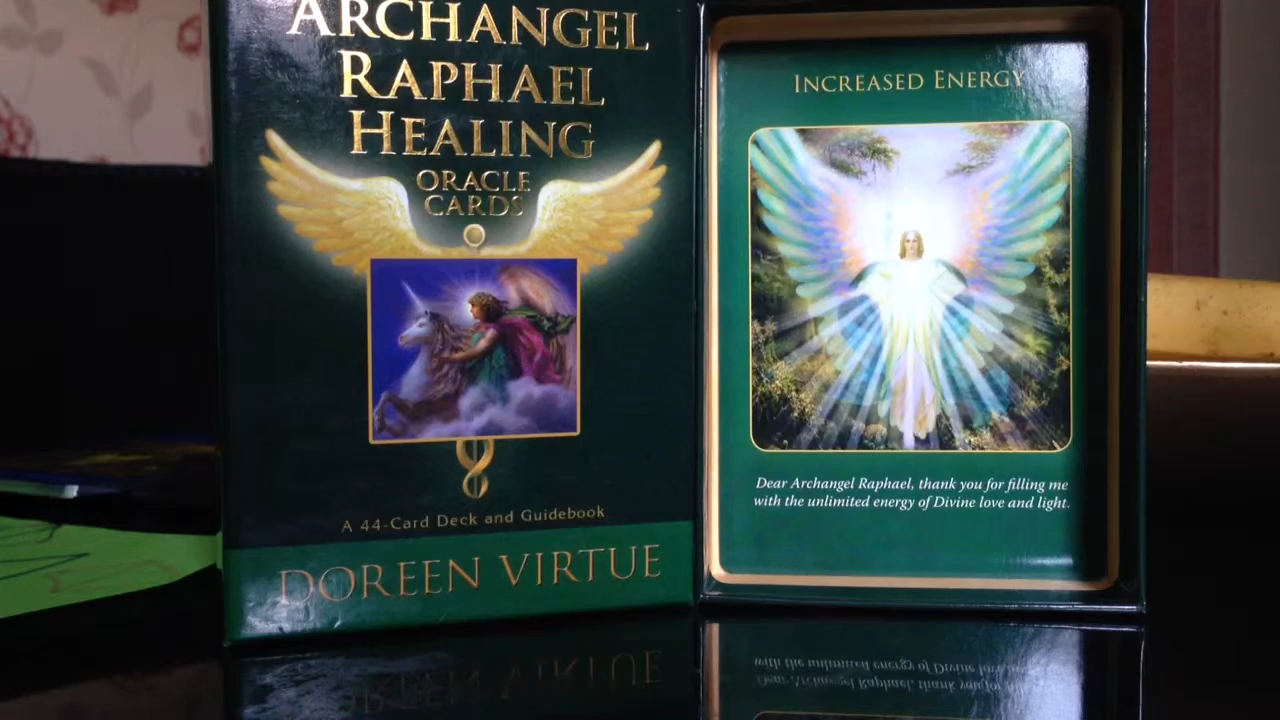 ARCHANGEL
RAPHAEL
HEALING
ORACLE
CARDS
A 44-Card Deck and Guidebook
DOREEN VIRTUE
INCREASED ENERGY
Dear Archangel Raphael, thank you for filling me
with the unlimited energy of Divine love and light.